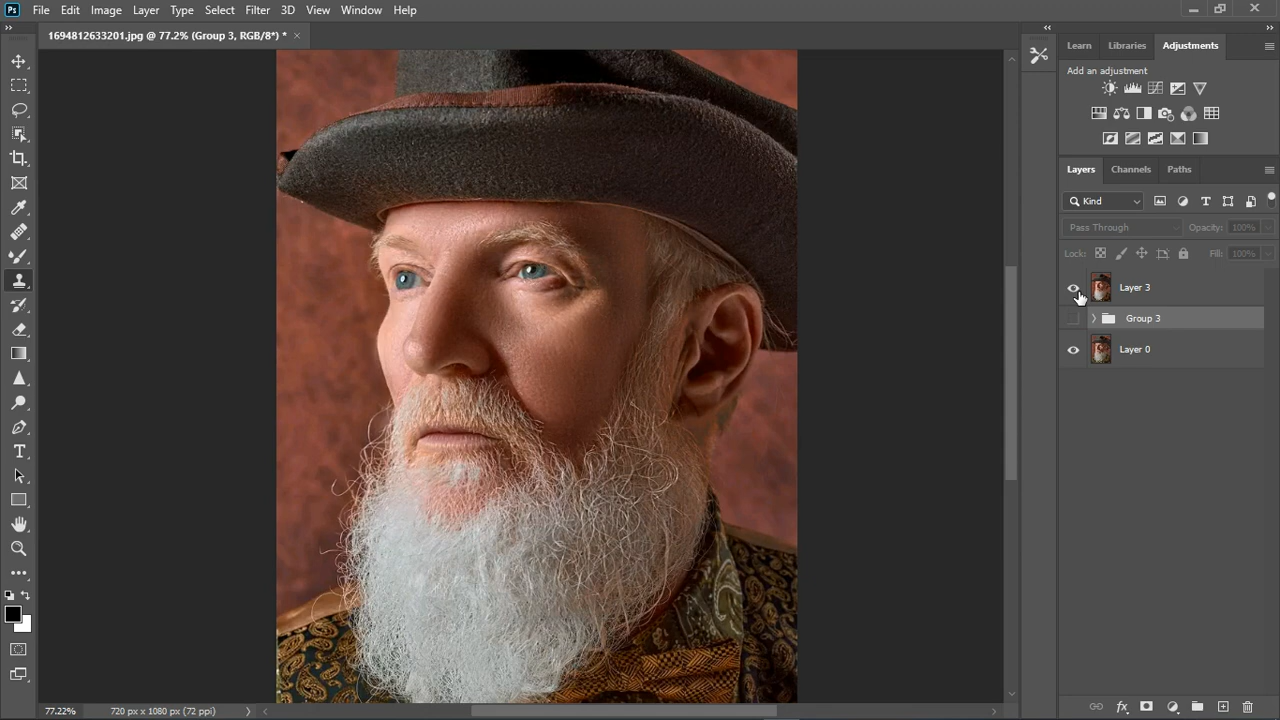 Ps File Edit Image Layer Type Select Filter 3D View Window Help
1694812633201.jpg @ 77.2% (Group 3, RGB/8*) * ×
Learn Libraries Adjustments
Add an adjustment
Layers Channels Paths
Kind
Pass Through Opacity: 100%
Lock: Fill: 100%
Layer 3
Group 3
Layer 0
77.22% 720 px x 1080 px (72 ppi)